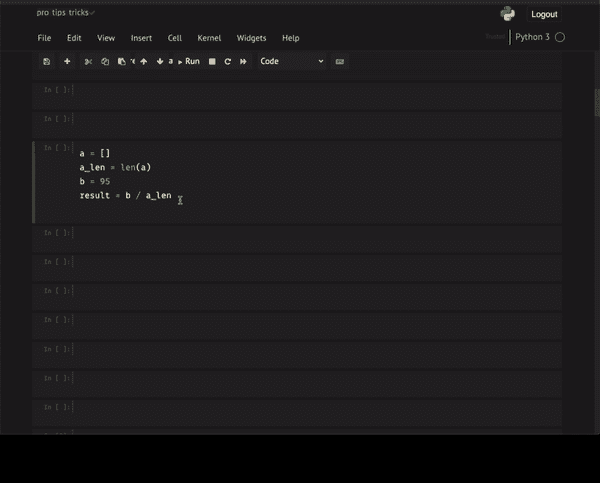 pro tips tricks
Logout
File Edit View Insert Cell Kernel Widgets Help
Python 3
Run Code
In [ ]:
In [ ]:
In [ ]:
a = []
a_len = len(a)
b = 95
result = b / a_len
In [ ]:
In [ ]:
In [ ]:
In [ ]:
In [ ]:
In [ ]:
In [ ]: